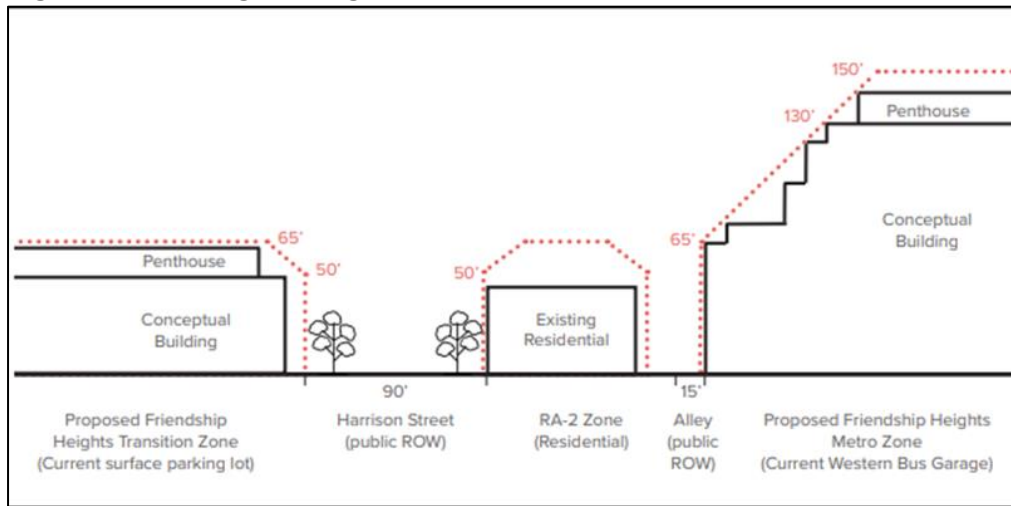 150'
Penthouse
130'
Conceptual
Building
65'
65'
Penthouse
50'
50'
Conceptual
Building
Existing
Residential
90'
15'
Proposed Friendship
Heights Transition Zone
(Current surface parking lot)
Harrison Street
(public ROW)
RA-2 Zone
(Residential)
Alley
(public
ROW)
Proposed Friendship Heights
Metro Zone
(Current Western Bus Garage)